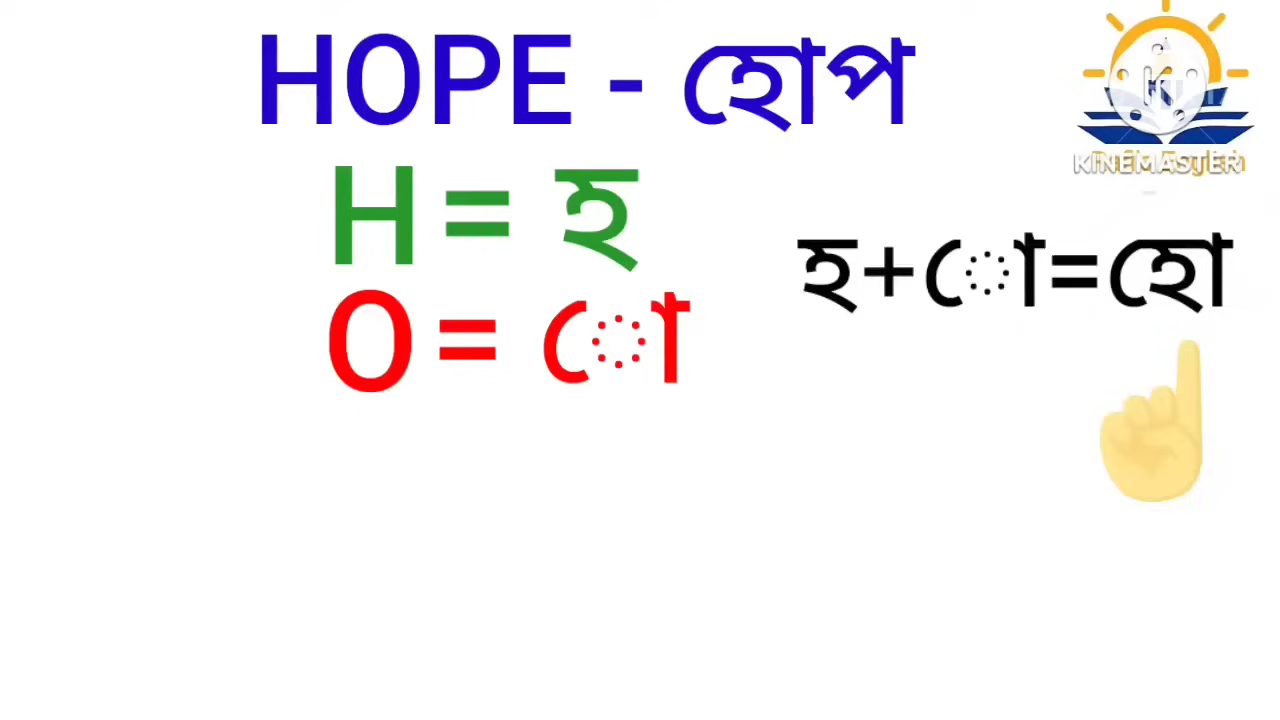 HOPE - হোপ
H = হ
O = ো
হ+ো=হো
KINEMASTER